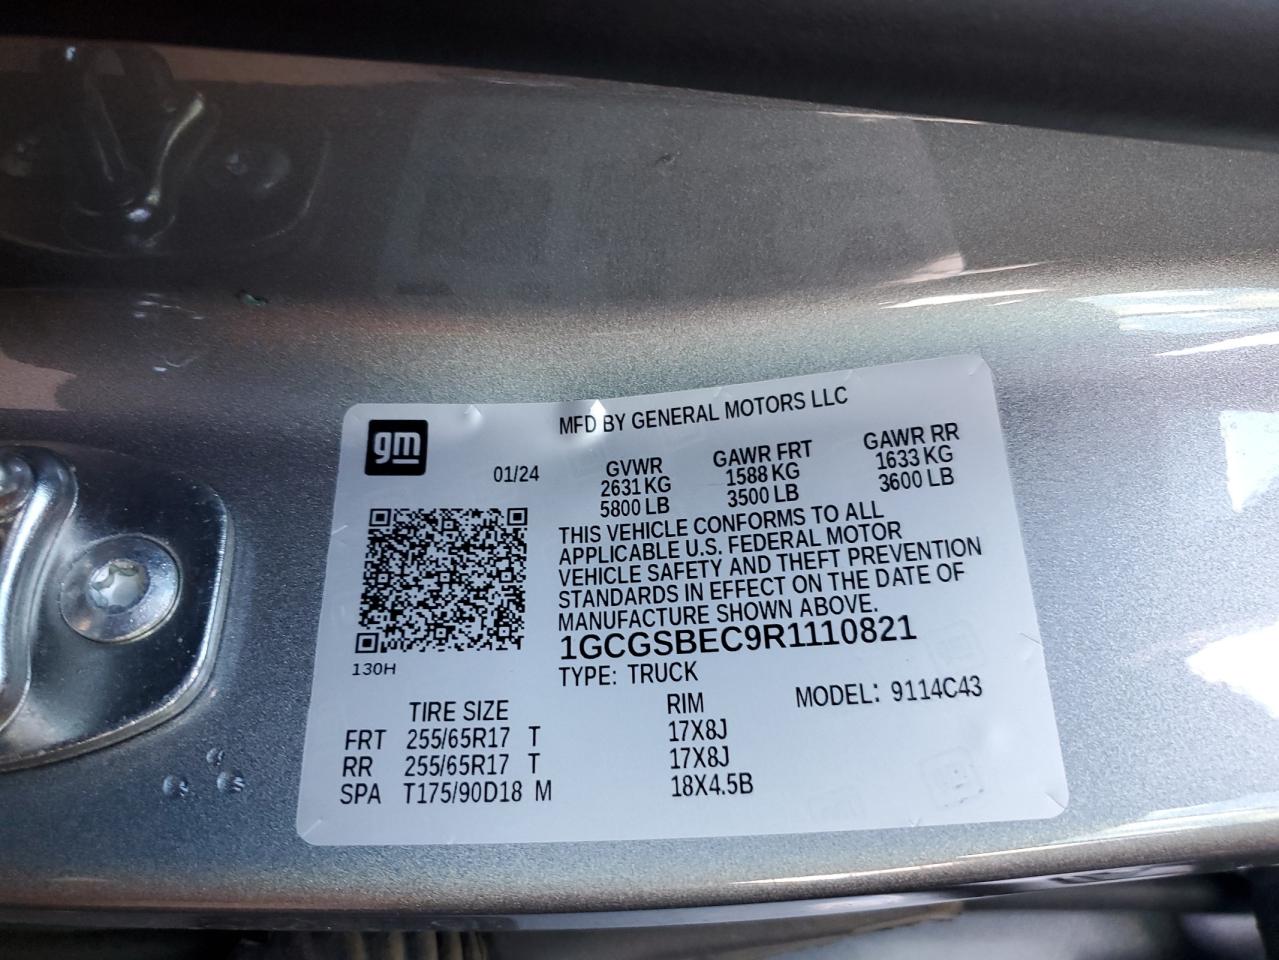 MFD BY GENERAL MOTORS LLC
gm
01/24
GVWR GAWR FRT GAWR RR
2631 KG 1588 KG 1633 KG
5800 LB 3500 LB 3600 LB
THIS VEHICLE CONFORMS TO ALL
APPLICABLE U.S. FEDERAL MOTOR
VEHICLE SAFETY AND THEFT PREVENTION
STANDARDS IN EFFECT ON THE DATE OF
MANUFACTURE SHOWN ABOVE.
1GCGSBEC9R1110821
130H
TYPE: TRUCK
MODEL: 9114C43
TIRE SIZE RIM
FRT 255/65R17 T 17X8J
RR 255/65R17 T 17X8J
SPA T175/90D18 M 18X4.5B